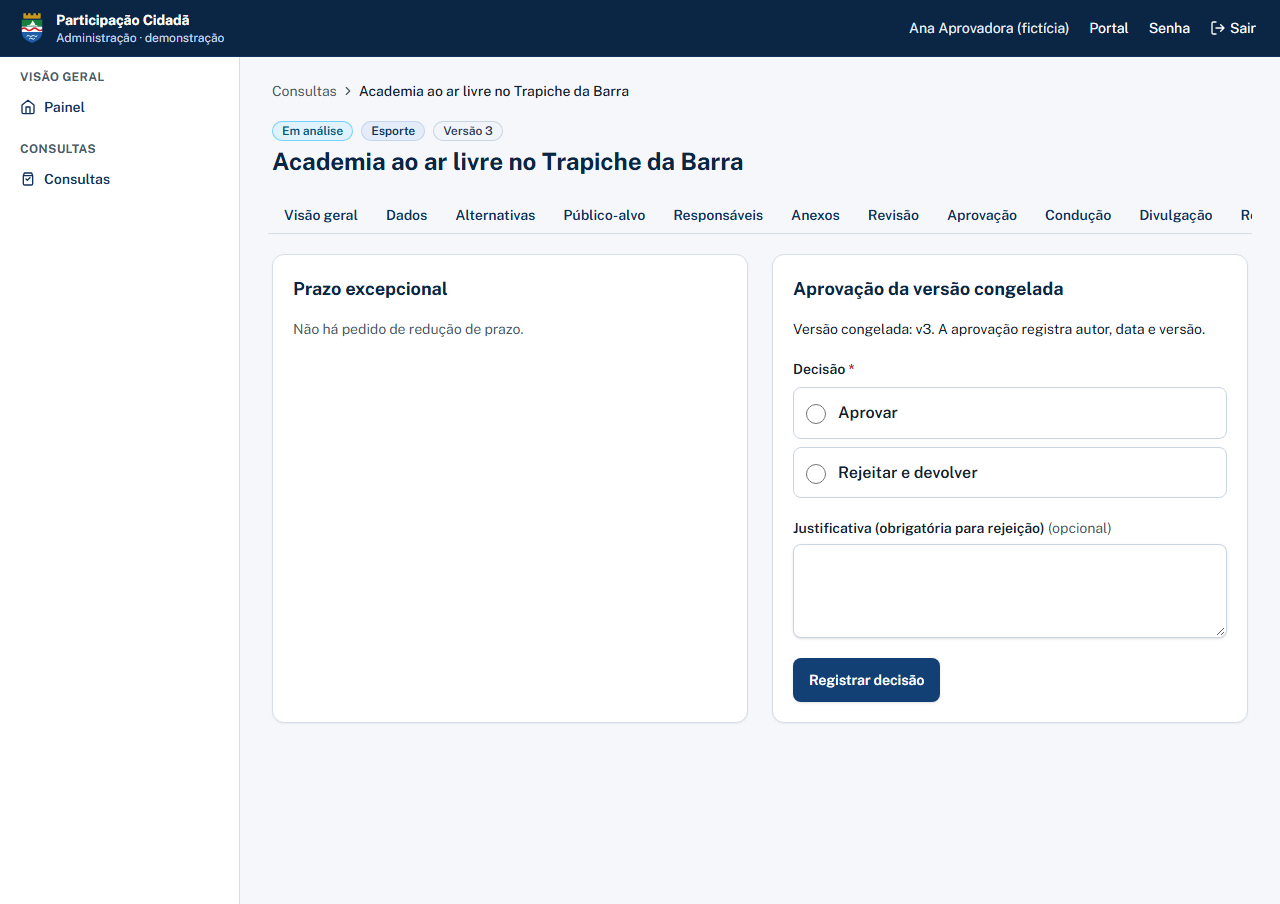 Participação Cidadã
Administração · demonstração
Ana Aprovadora (fictícia)
Portal
Senha
Sair
VISÃO GERAL
Painel
CONSULTAS
Consultas
Consultas > Academia ao ar livre no Trapiche da Barra
Em análise
Esporte
Versão 3
Academia ao ar livre no Trapiche da Barra
Visão geral
Dados
Alternativas
Público-alvo
Responsáveis
Anexos
Revisão
Aprovação
Condução
Divulgação
Prazo excepcional
Não há pedido de redução de prazo.
Aprovação da versão congelada
Versão congelada: v3. A aprovação registra autor, data e versão.
Decisão *
Aprovar
Rejeitar e devolver
Justificativa (obrigatória para rejeição) (opcional)
Registrar decisão